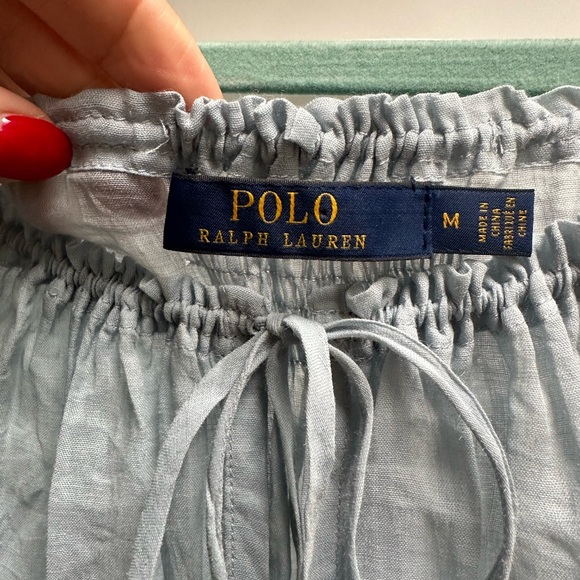 POLO
RALPH LAUREN
M
MADE IN
CHINA
FABRIQUÉ EN
CHINE